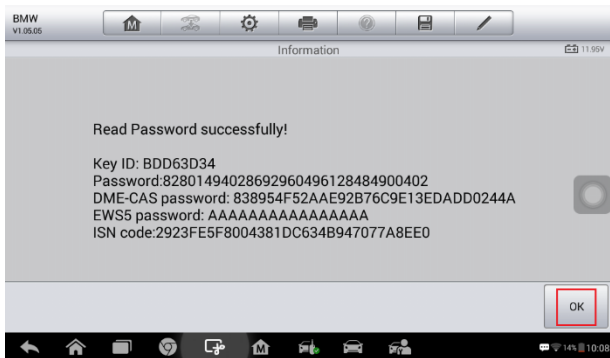 BMW
V1.05.05
Information
11.95V
Read Password successfully!
Key ID: BDD63D34
Password:82801494028692960496128484900402
DME-CAS password: 838954F52AAE92B76C9E13EDADD0244A
EWS5 password: AAAAAAAAAAAAAAAA
ISN code:2923FE5F8004381DC634B947077A8EE0
OK
14% 10:08